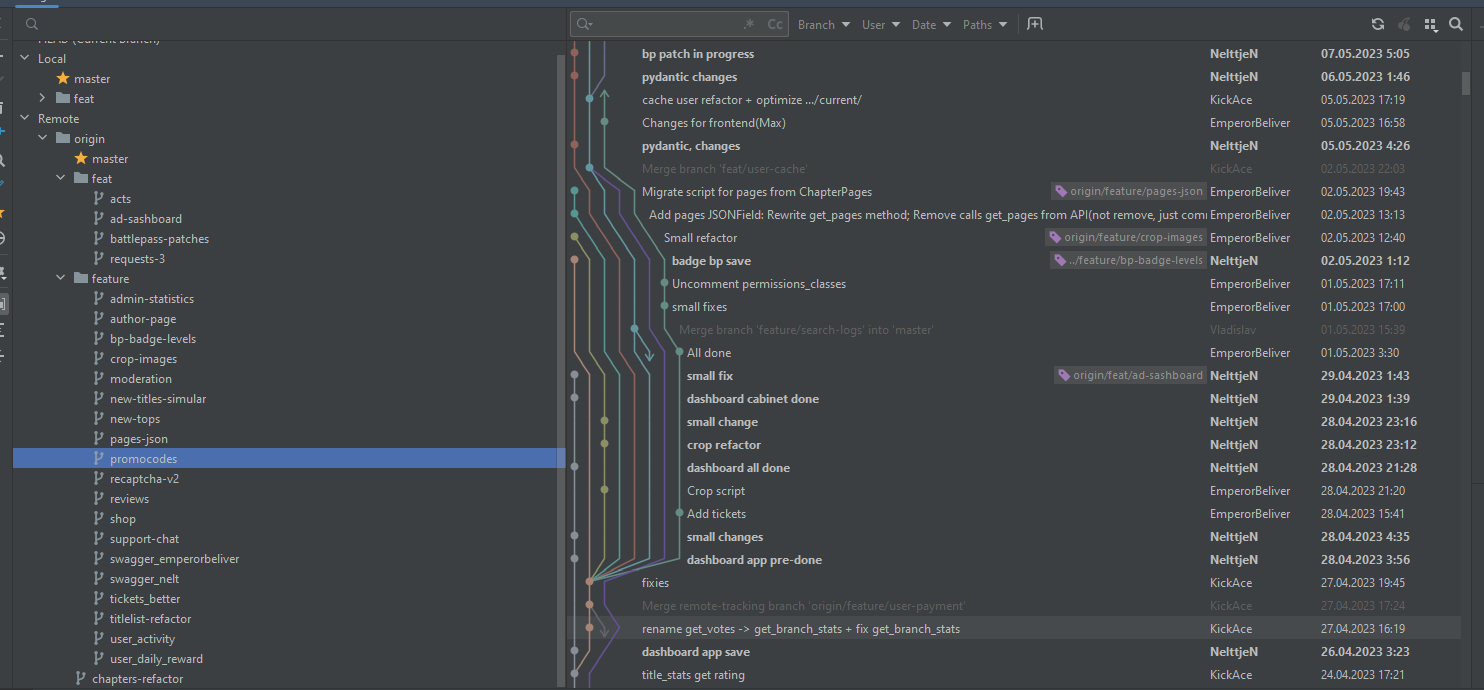 HEAD (Current Branch)
Local
master
feat
Remote
origin
master
feat
acts
ad-sashboard
battlepass-patches
requests-3
feature
admin-statistics
author-page
bp-badge-levels
crop-images
moderation
new-titles-simular
new-tops
pages-json
promocodes
recaptcha-v2
reviews
shop
support-chat
swagger_emperorbeliver
swagger_nelt
tickets_better
titlelist-refactor
user_activity
user_daily_reward
chapters-refactor
.* Cc Branch User Date Paths
bp patch in progress NelttjeN 07.05.2023 5:05
pydantic changes NelttjeN 06.05.2023 1:46
cache user refactor + optimize .../current/ KickAce 05.05.2023 17:19
Changes for frontend(Max) EmperorBeliver 05.05.2023 16:58
pydantic, changes NelttjeN 05.05.2023 4:26
Merge branch 'feat/user-cache' KickAce 02.05.2023 22:03
Migrate script for pages from ChapterPages origin/feature/pages-json EmperorBeliver 02.05.2023 19:43
Add pages JSONField: Rewrite get_pages method; Remove calls get_pages from API(not remove, just com EmperorBeliver 02.05.2023 13:13
Small refactor origin/feature/crop-images EmperorBeliver 02.05.2023 12:40
badge bp save ../feature/bp-badge-levels NelttjeN 02.05.2023 1:12
Uncomment permissions_classes EmperorBeliver 01.05.2023 17:11
small fixes EmperorBeliver 01.05.2023 17:00
Merge branch 'feature/search-logs' into 'master' Vladislav 01.05.2023 15:39
All done EmperorBeliver 01.05.2023 3:30
small fix origin/feat/ad-sashboard NelttjeN 29.04.2023 1:43
dashboard cabinet done NelttjeN 29.04.2023 1:39
small change NelttjeN 28.04.2023 23:16
crop refactor NelttjeN 28.04.2023 23:12
dashboard all done NelttjeN 28.04.2023 21:28
Crop script EmperorBeliver 28.04.2023 21:20
Add tickets EmperorBeliver 28.04.2023 15:41
small changes NelttjeN 28.04.2023 4:35
dashboard app pre-done NelttjeN 28.04.2023 3:56
fixies KickAce 27.04.2023 19:45
Merge remote-tracking branch 'origin/feature/user-payment' KickAce 27.04.2023 17:24
rename get_votes -> get_branch_stats + fix get_branch_stats KickAce 27.04.2023 16:19
dashboard app save NelttjeN 26.04.2023 3:23
title_stats get rating KickAce 24.04.2023 17:21